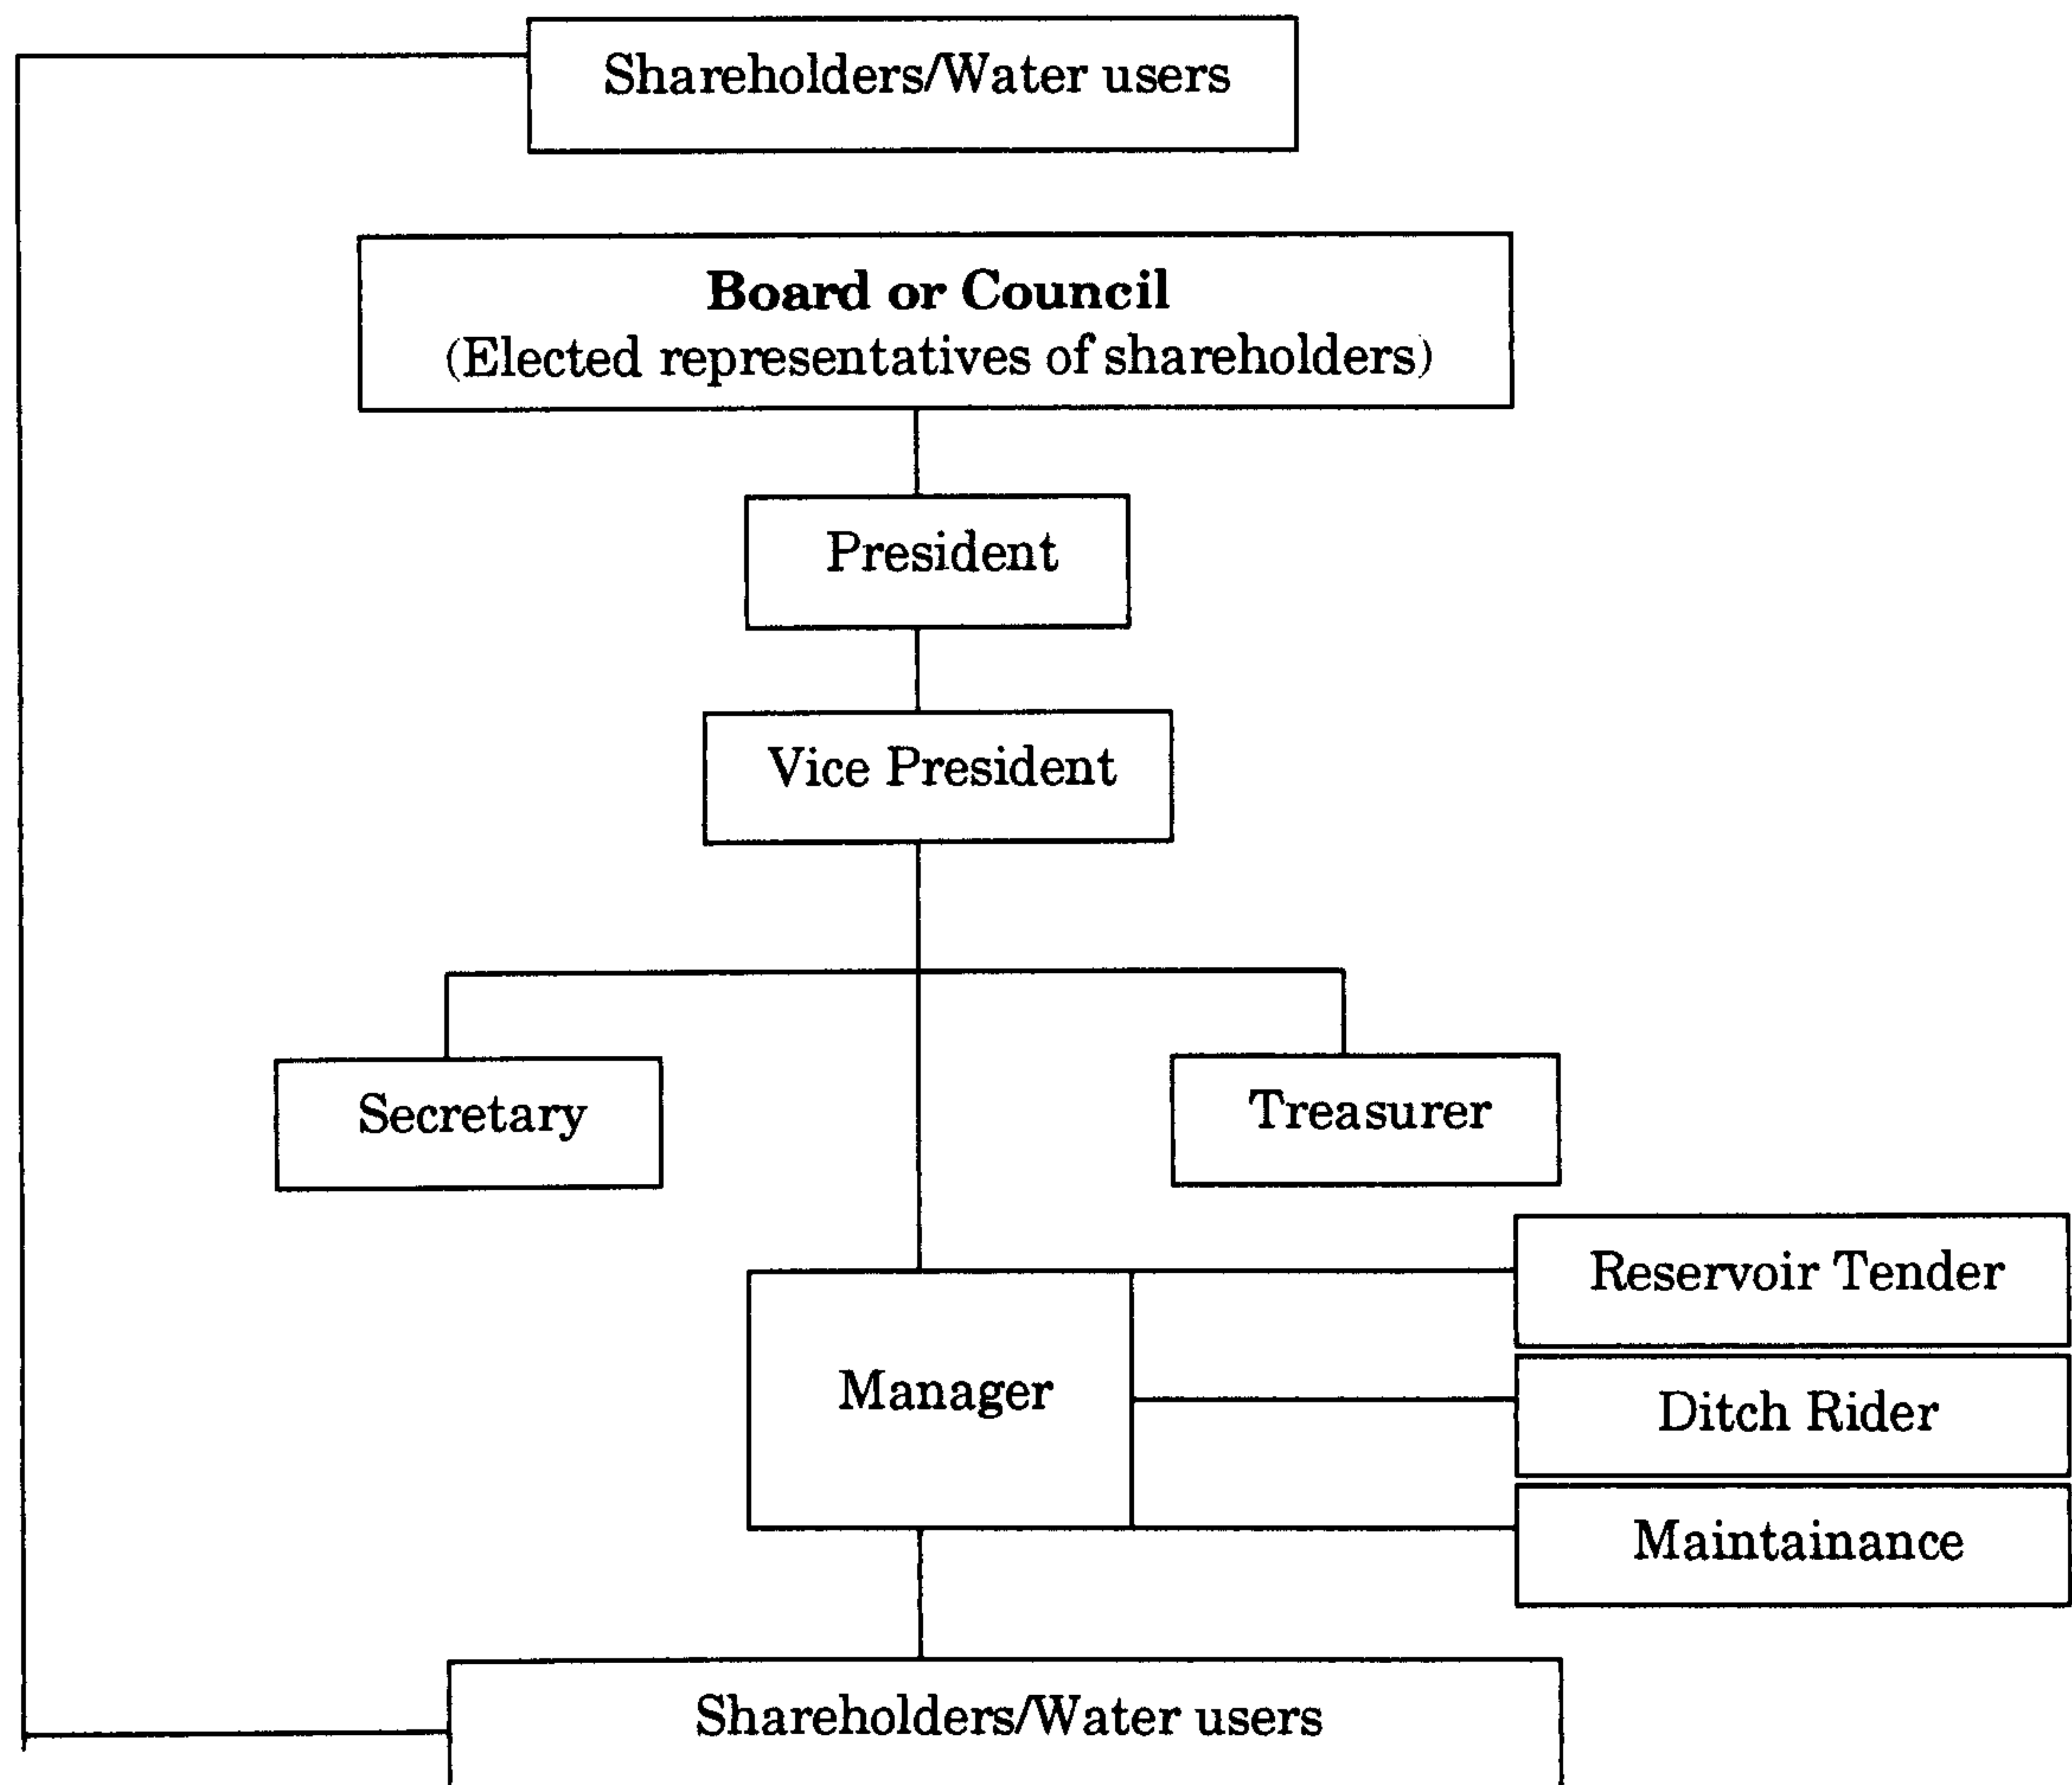 Shareholders/Water users
Board or Council
(Elected representatives of shareholders)
President
Vice President
Secretary
Treasurer
Reservoir Tender
Manager
Ditch Rider
Maintainance
Shareholders/Water users